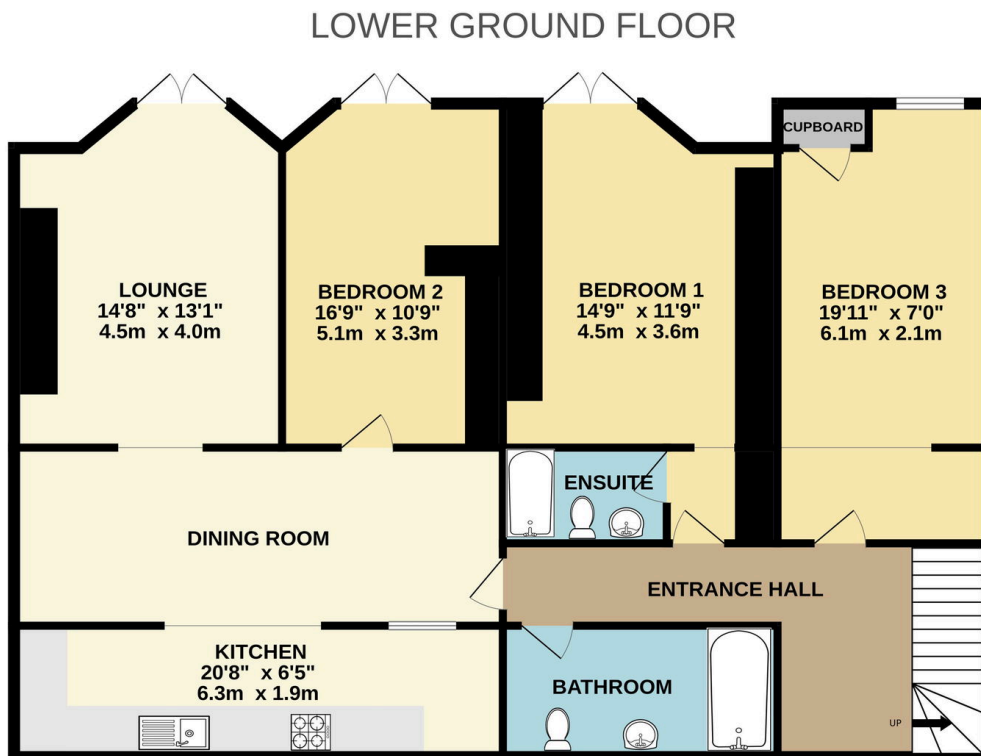 LOWER GROUND FLOOR
CUPBOARD
LOUNGE
14'8" x 13'1"
4.5m x 4.0m
BEDROOM 2
16'9" x 10'9"
5.1m x 3.3m
BEDROOM 1
14'9" x 11'9"
4.5m x 3.6m
BEDROOM 3
19'11" x 7'0"
6.1m x 2.1m
ENSUITE
DINING ROOM
ENTRANCE HALL
KITCHEN
20'8" x 6'5"
6.3m x 1.9m
BATHROOM
UP